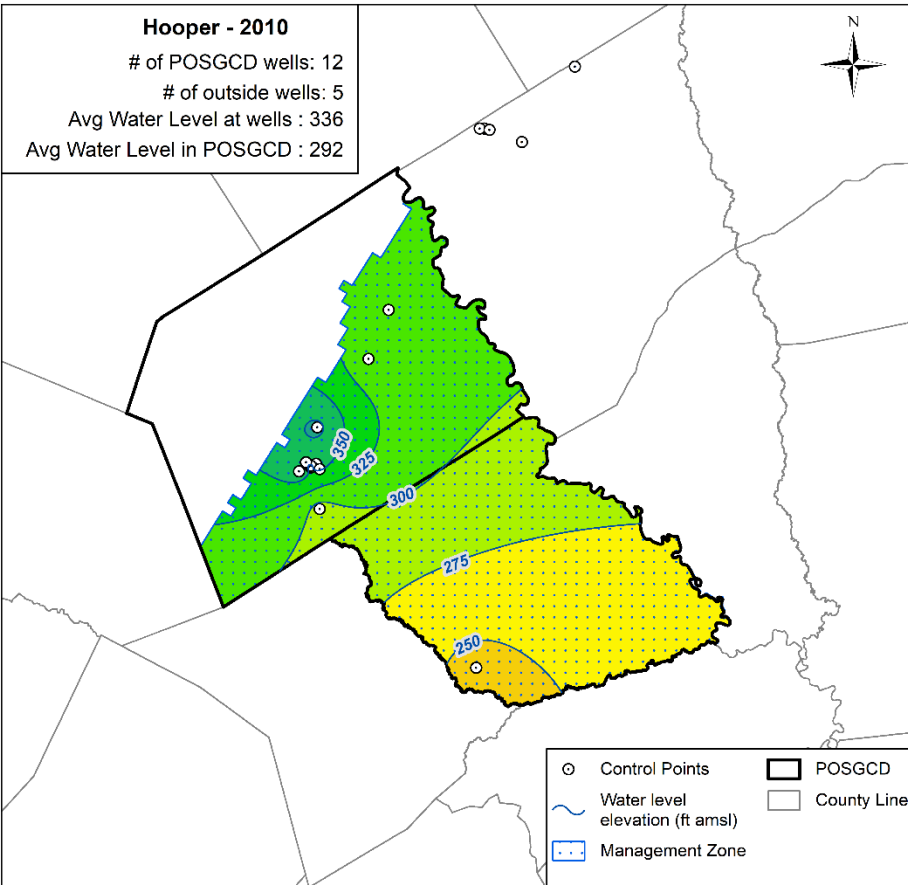 Hooper - 2010
# of POSGCD wells: 12
# of outside wells: 5
Avg Water Level at wells : 336
Avg Water Level in POSGCD : 292
N
350
325
300
275
250
Control Points
POSGCD
Water level
elevation (ft amsl)
County Line
Management Zone